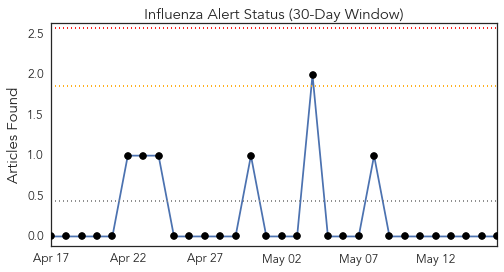 Influenza Alert Status (30-Day Window)
Articles Found
2.5
2.0
1.5
1.0
0.5
0.0
Apr 17 Apr 22 Apr 27 May 02 May 07 May 12